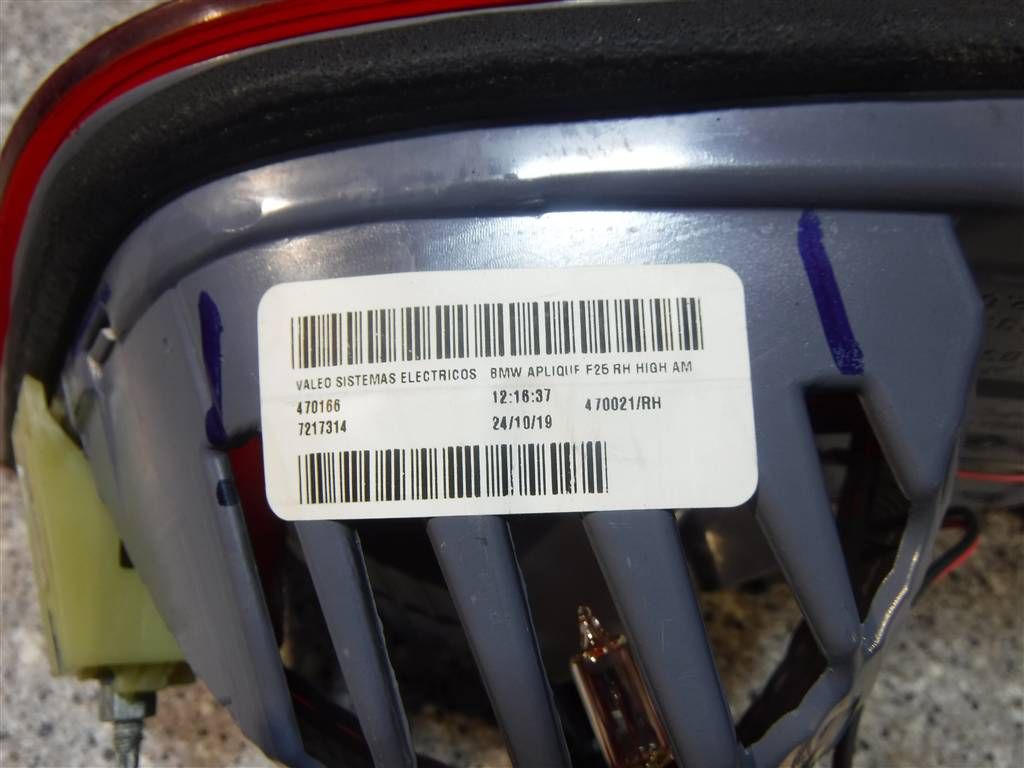 VALEO SISTEMAS ELECTRICOS BMW APLIQUE F25 RH HIGH AM
470166 12:16:37 470021/RH
7217314 24/10/19